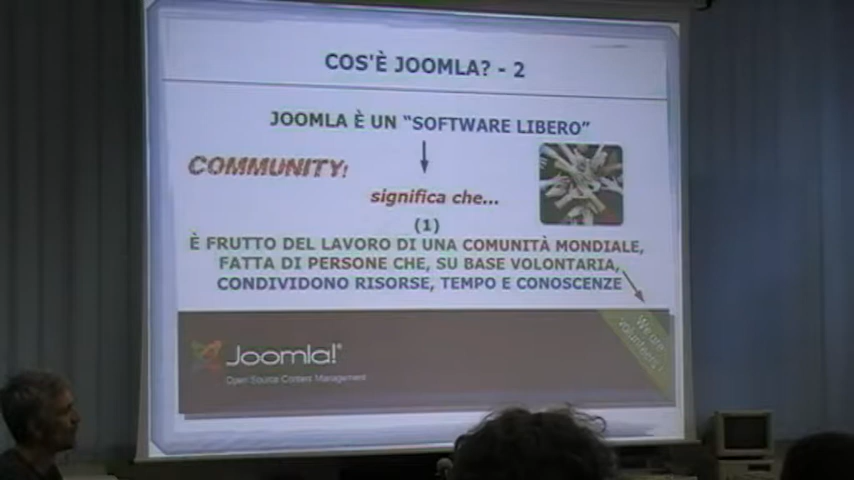 COS'È JOOMLA? - 2
JOOMLA È UN “SOFTWARE LIBERO”
COMMUNITY!
significa che...
(1)
È FRUTTO DEL LAVORO DI UNA COMUNITÀ MONDIALE,
FATTA DI PERSONE CHE, SU BASE VOLONTARIA,
CONDIVIDONO RISORSE, TEMPO E CONOSCENZE
We are
volunteers!
Joomla!®
Open Source Content Management